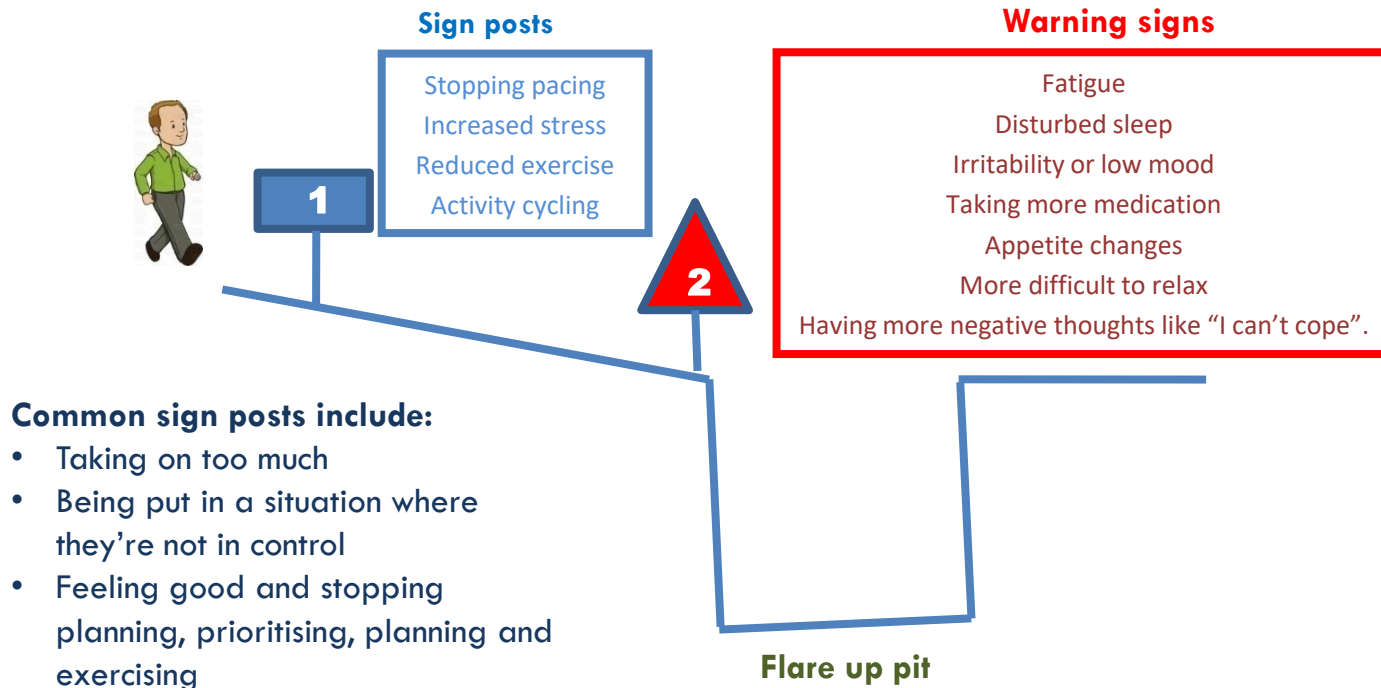 Sign posts
Stopping pacing
Increased stress
Reduced exercise
Activity cycling
1
Warning signs
Fatigue
Disturbed sleep
Irritability or low mood
Taking more medication
Appetite changes
More difficult to relax
Having more negative thoughts like “I can’t cope”.
2
Common sign posts include:
• Taking on too much
• Being put in a situation where
they’re not in control
• Feeling good and stopping
planning, prioritising, planning and
exercising
Flare up pit